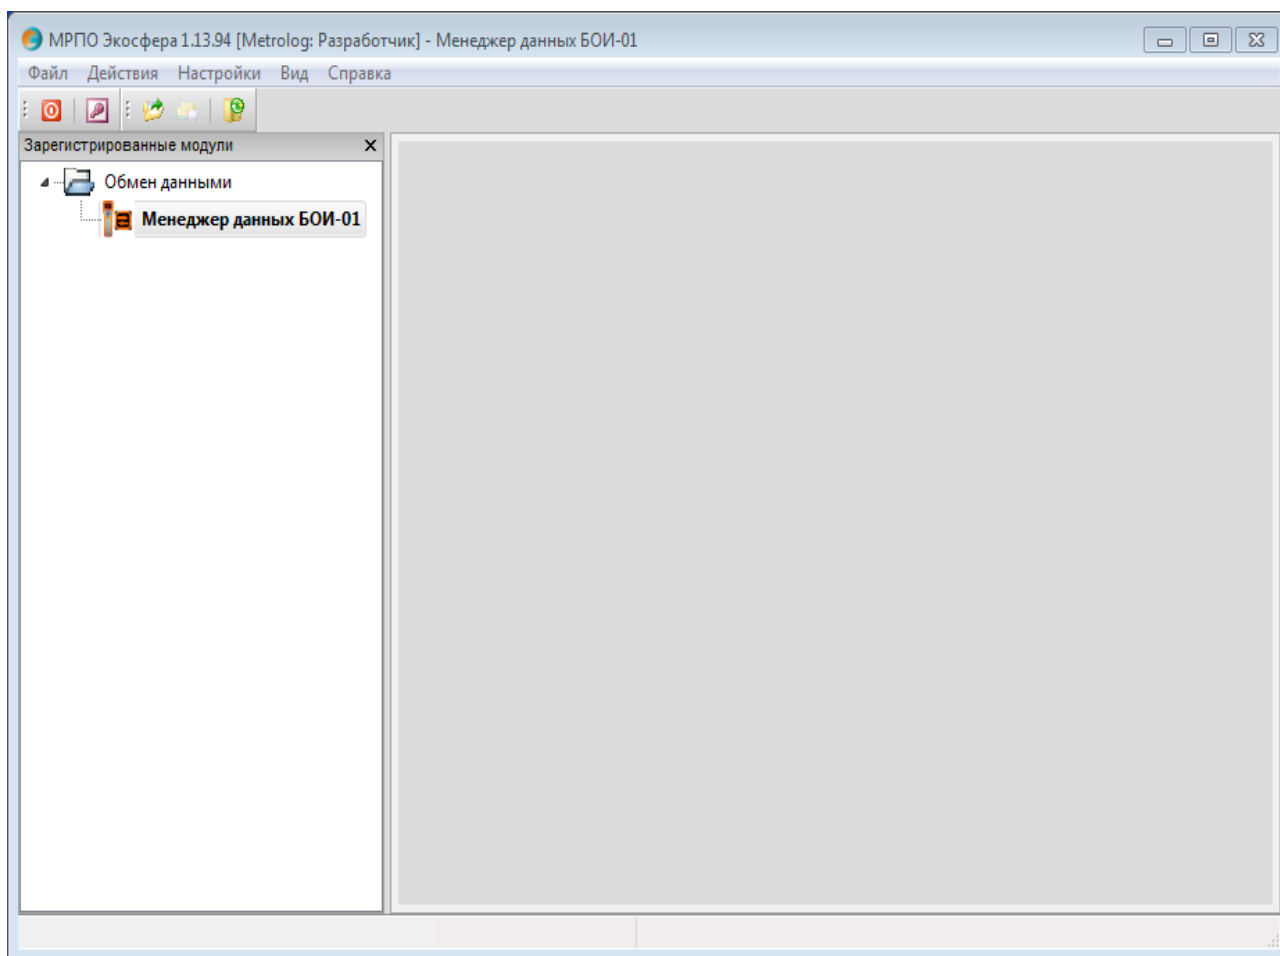 МРПО Экосфера 1.13.94 [Metrolog: Разработчик] - Менеджер данных БОИ-01
Файл Действия Настройки Вид Справка
Зарегистрированные модули
Обмен данными
Менеджер данных БОИ-01